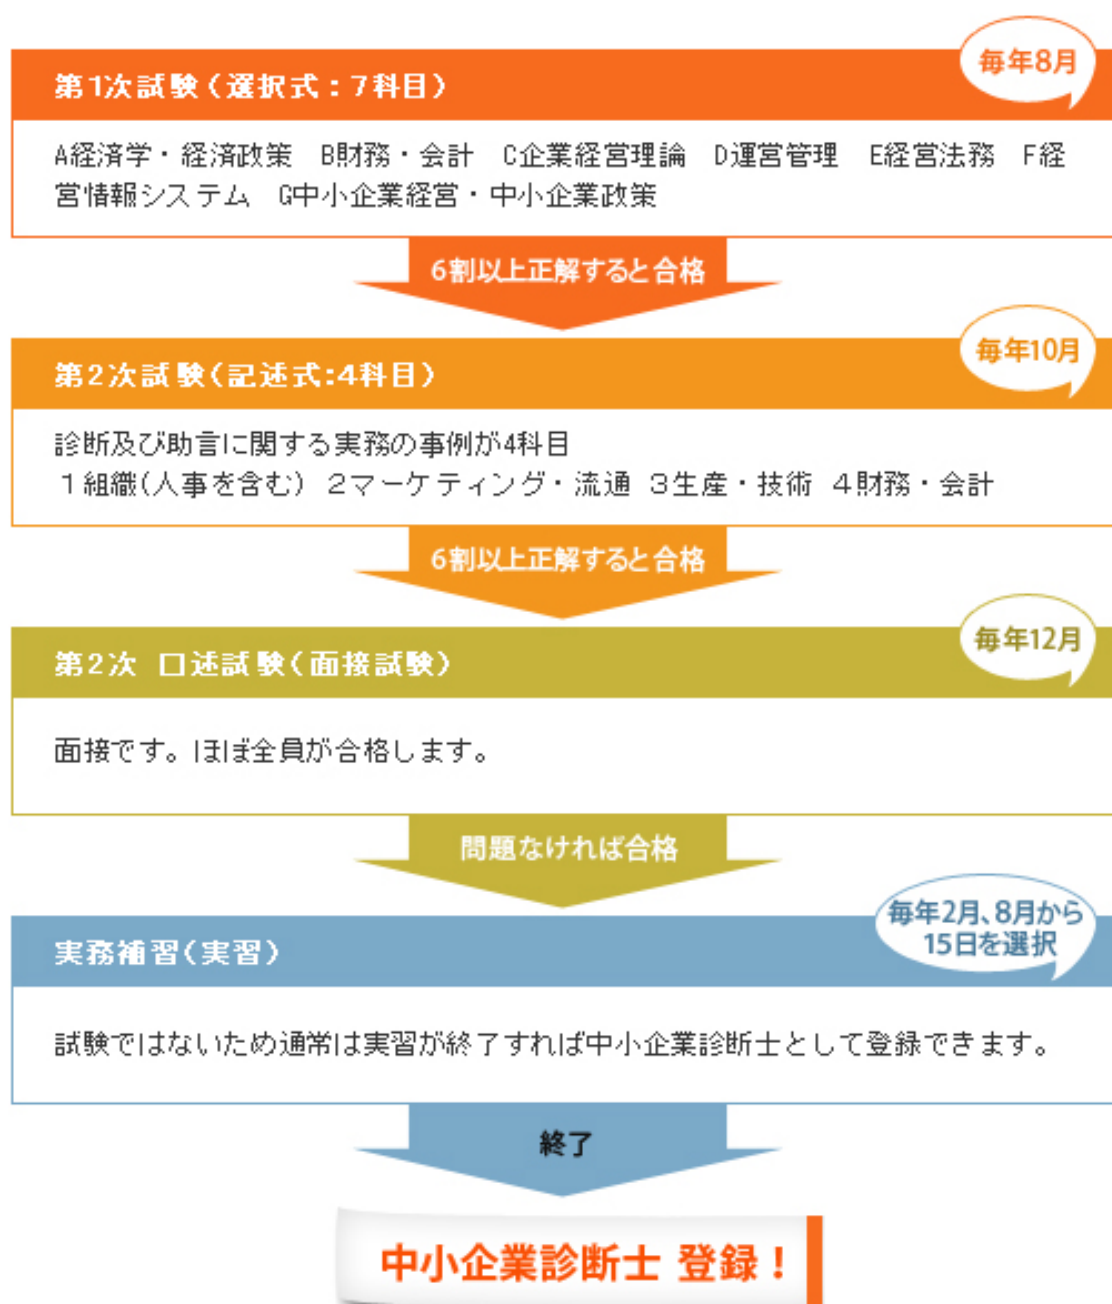 毎年8月
第1次試験(選択式:7科目)
A経済学・経済政策 B財務・会計 C企業経営理論 D運営管理 E経営法務 F経
営情報システム G中小企業経営・中小企業政策
6割以上正解すると合格
毎年10月
第2次試験(記述式:4科目)
診断及び助言に関する実務の事例が4科目
1組織(人事を含む) 2マーケティング・流通 3生産・技術 4財務・会計
6割以上正解すると合格
毎年12月
第2次 口述試験(面接試験)
面接です。ほぼ全員が合格します。
問題なければ合格
毎年2月、8月から
15日を選択
実務補習(実習)
試験ではないため通常は実習が終了すれば中小企業診断士として登録できます。
終了
中小企業診断士 登録!